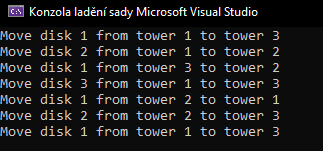 Konzola ladění sady Microsoft Visual Studio
Move disk 1 from tower 1 to tower 3
Move disk 2 from tower 1 to tower 2
Move disk 1 from tower 3 to tower 2
Move disk 3 from tower 1 to tower 3
Move disk 1 from tower 2 to tower 1
Move disk 2 from tower 2 to tower 3
Move disk 1 from tower 1 to tower 3